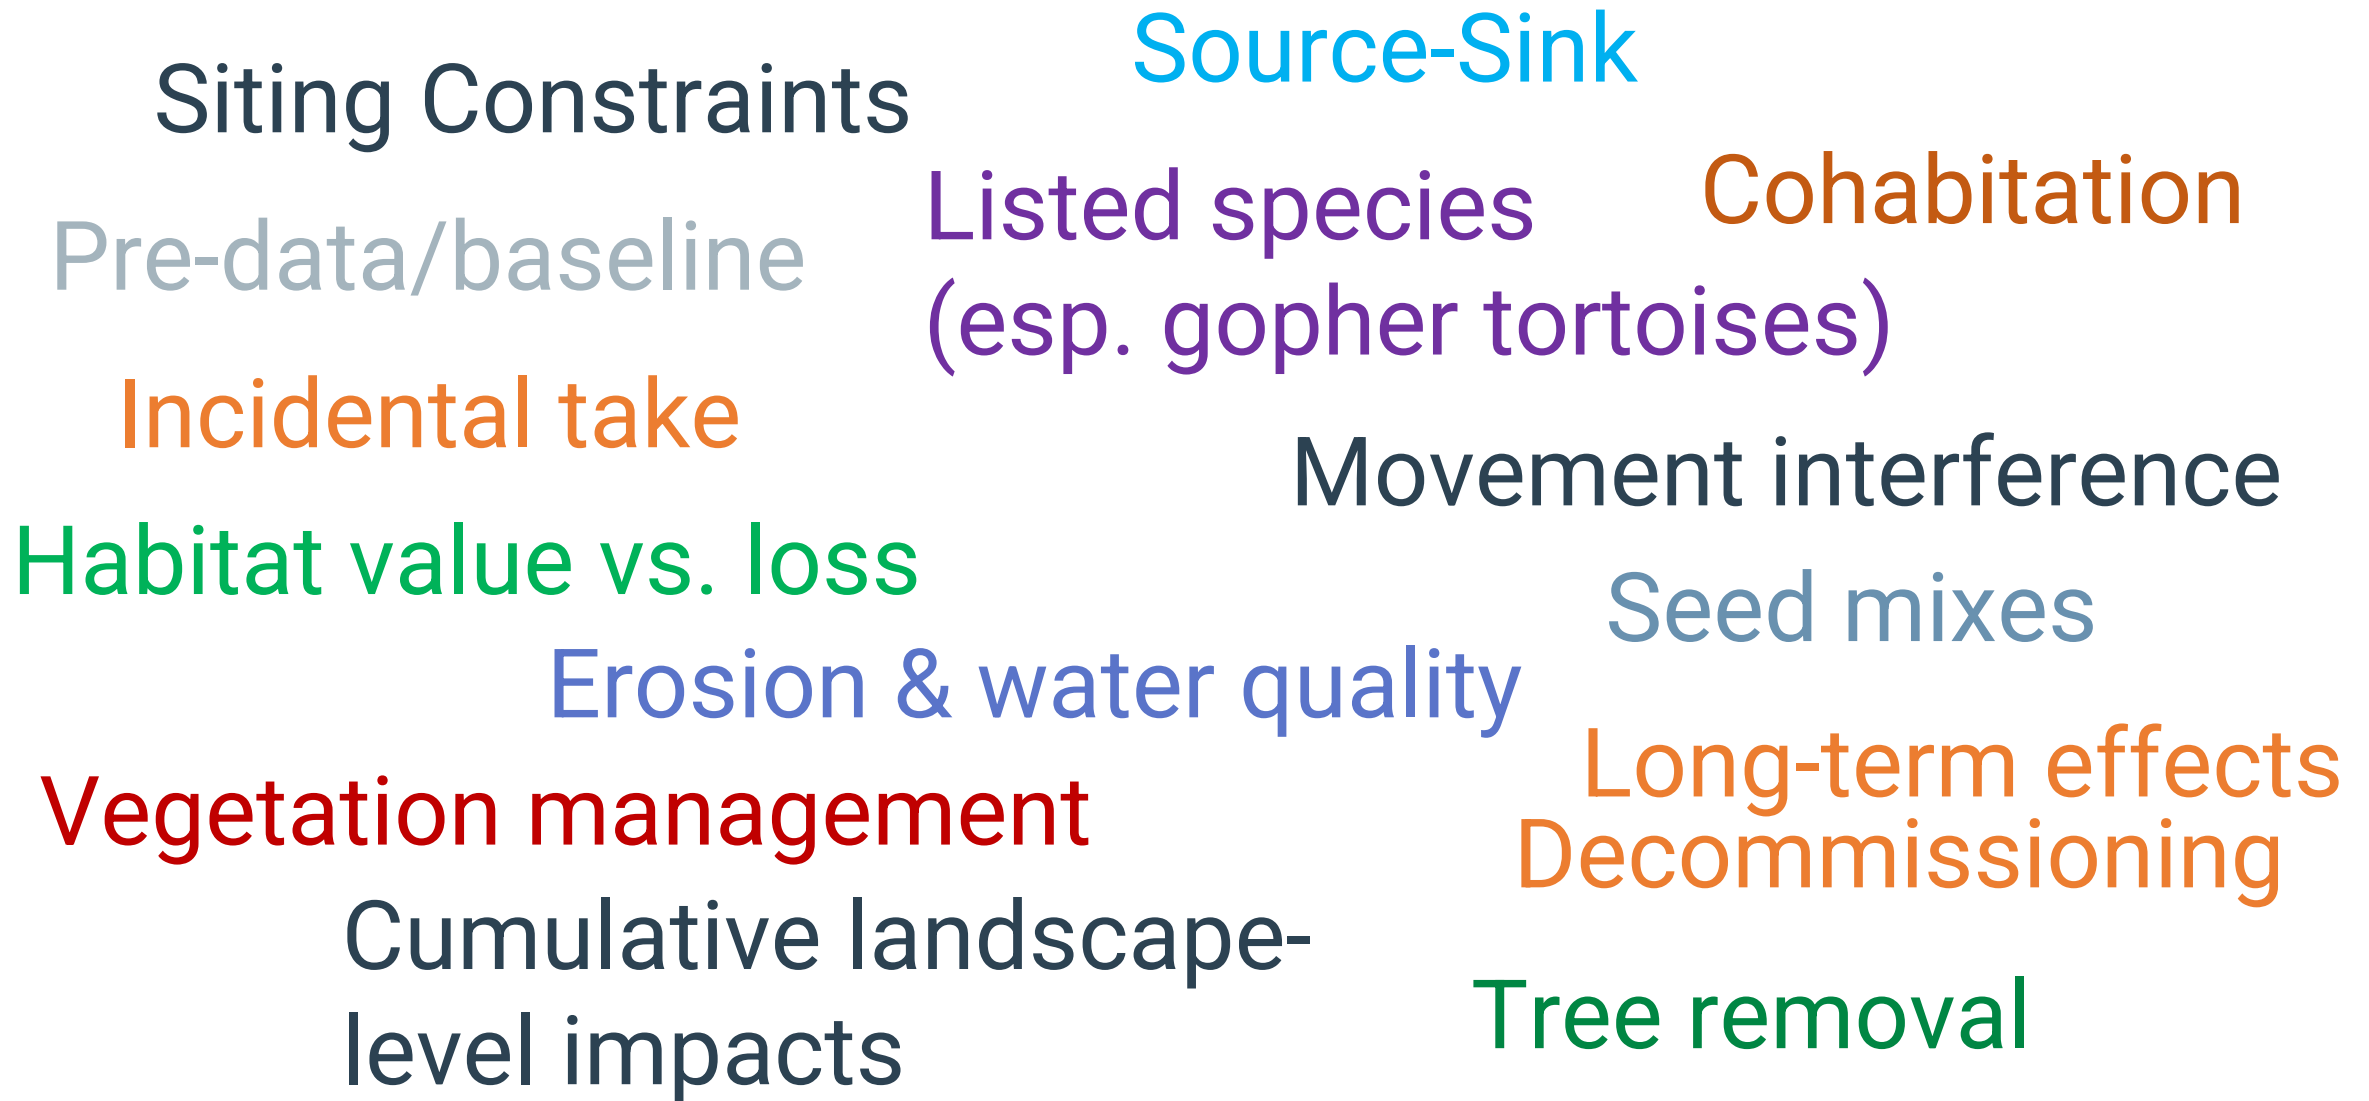 Source-Sink
Siting Constraints
Cohabitation
Listed species
(esp. gopher tortoises)
Pre-data/baseline
Incidental take
Movement interference
Habitat value vs. loss
Seed mixes
Erosion & water quality
Long-term effects
Decommissioning
Vegetation management
Cumulative landscape-
level impacts
Tree removal